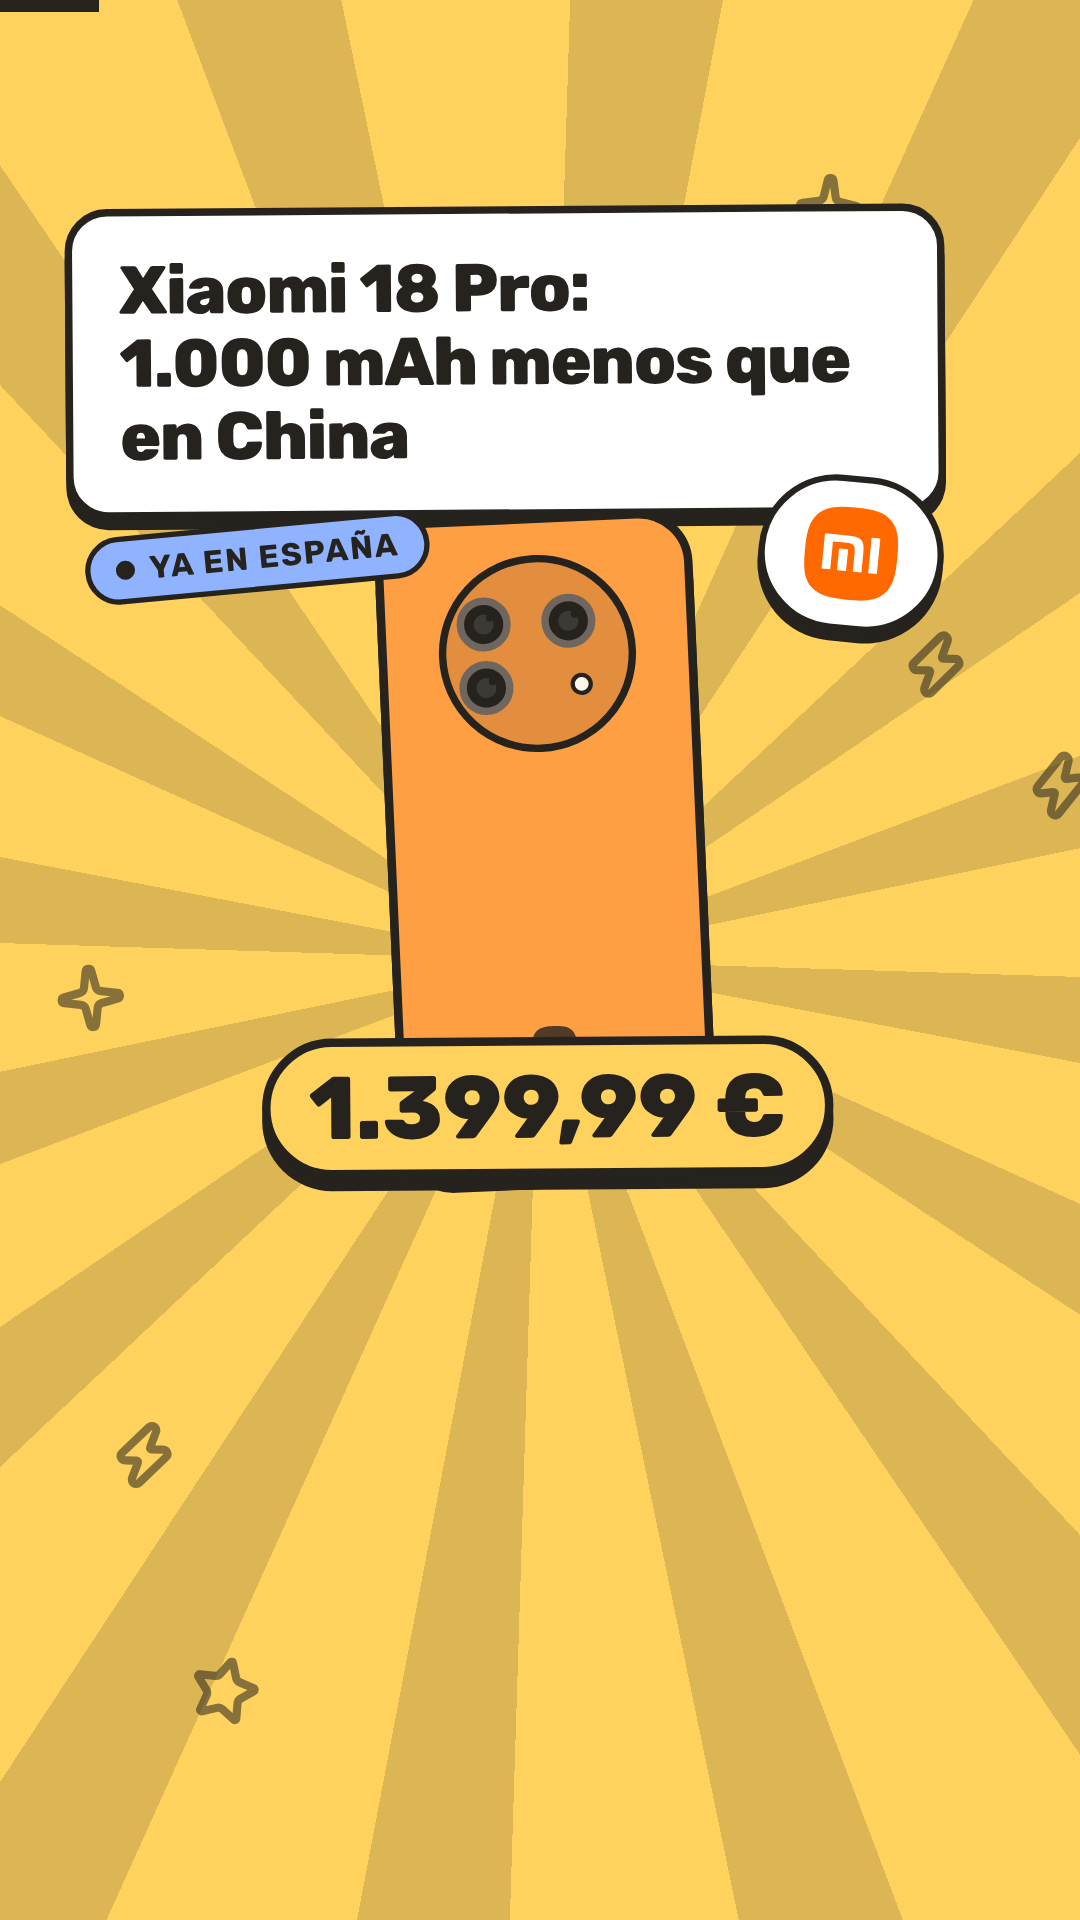 Xiaomi 18 Pro:
1.000 mAh menos que
en China
YA EN ESPAÑA
mi
1.399,99 €